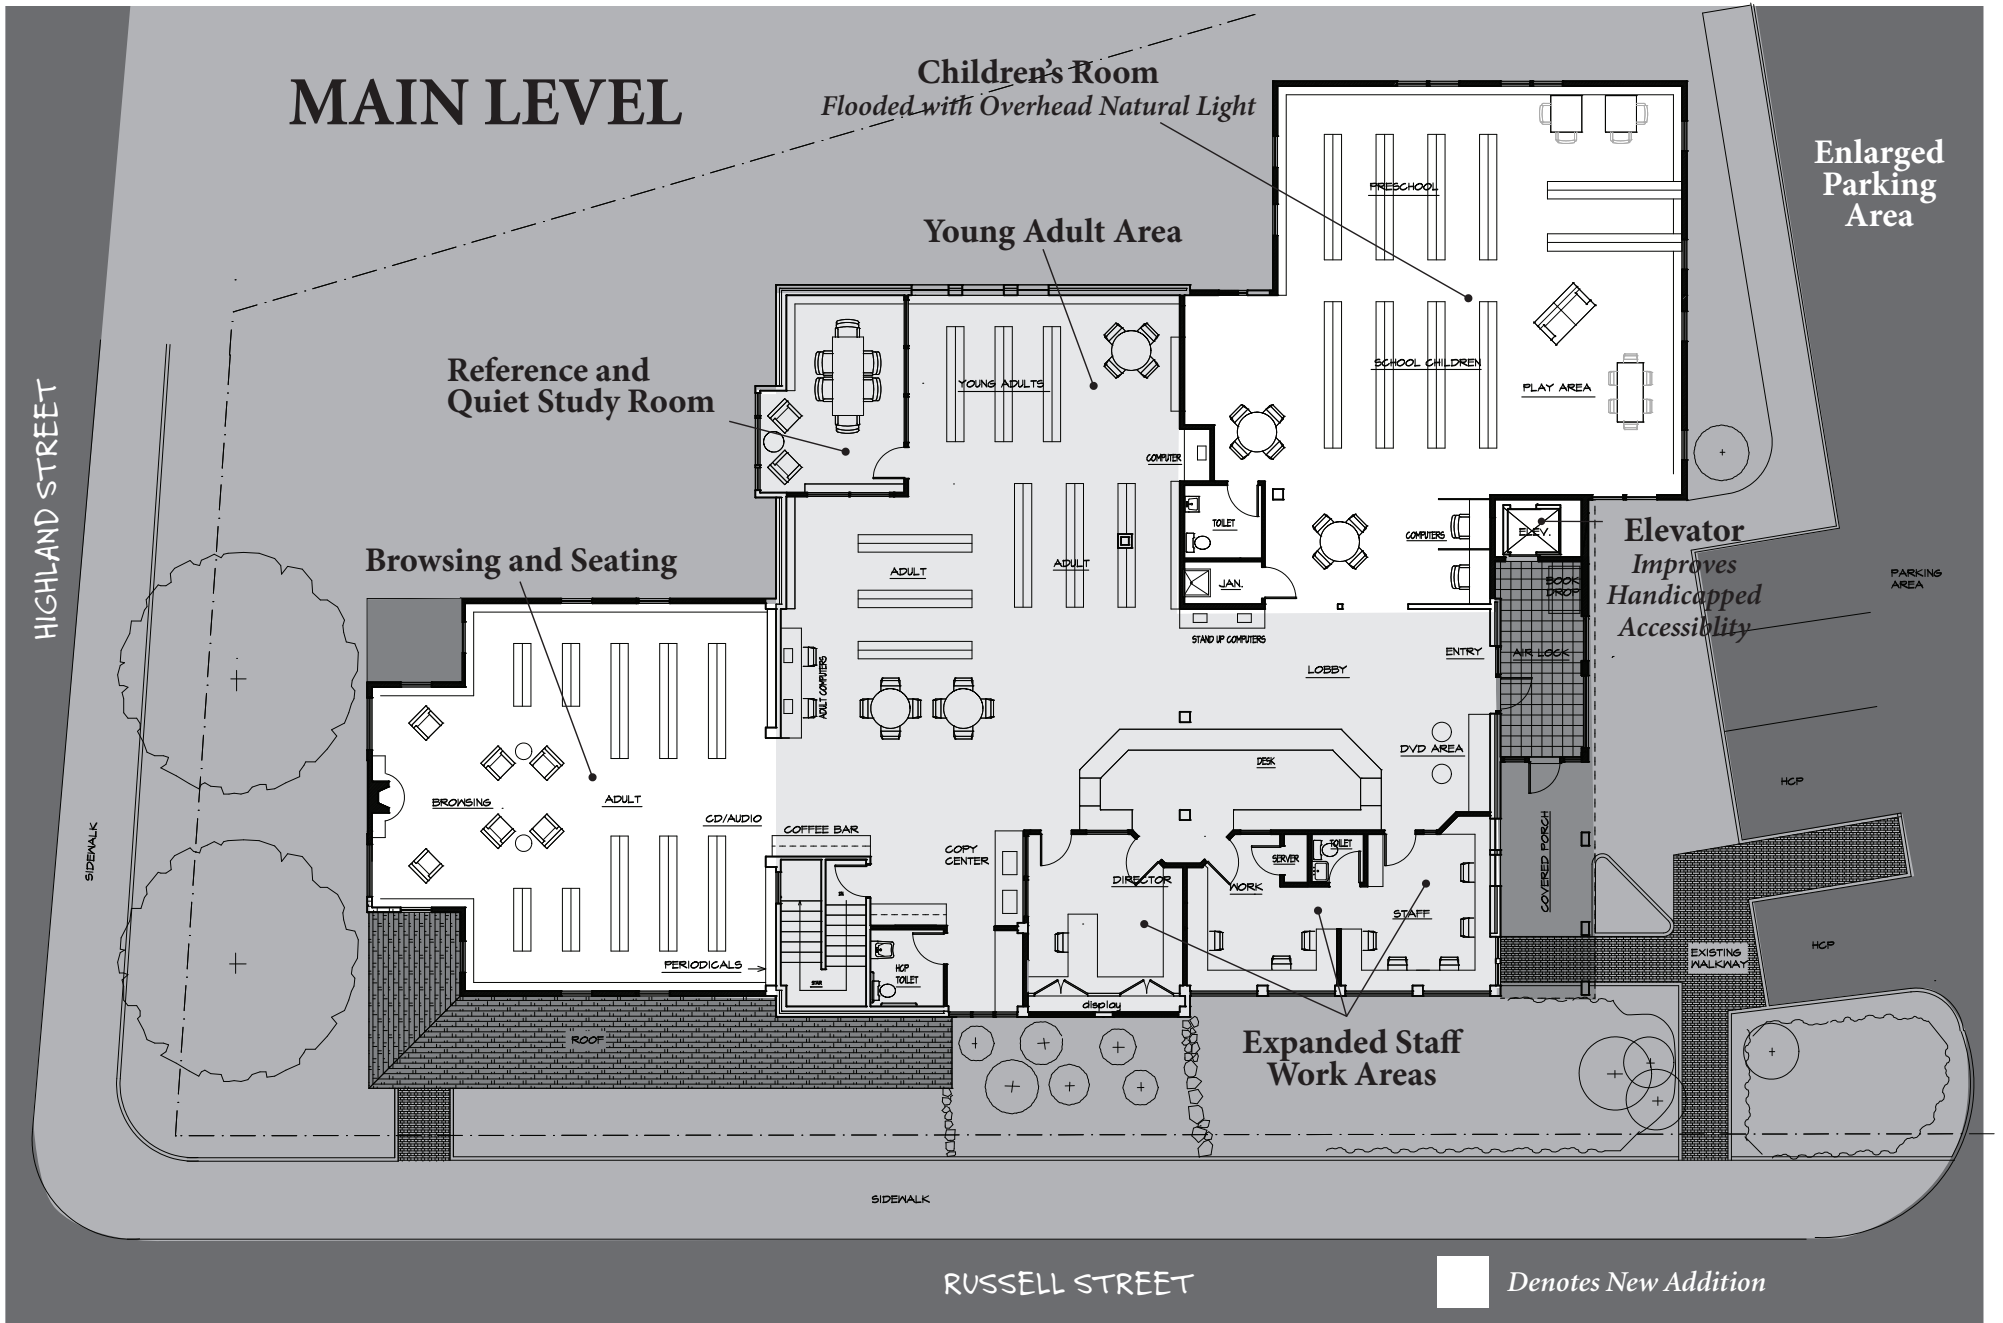 MAIN LEVEL
Children's Room
Flooded with Overhead Natural Light
Enlarged
Parking
Area
PRESCHOOL
Young Adult Area
Reference and
Quiet Study Room
YOUNG ADULTS
SCHOOL CHILDREN
PLAY AREA
HIGHLAND STREET
COMPUTER
TOILET
COMPUTERS
ELEV.
Elevator
Improves
Handicapped
Accessiblity
Browsing and Seating
ADULT
ADULT
JAN.
BOOK
DROP
PARKING
AREA
STAND UP COMPUTERS
ENTRY
AIR LOCK
LOBBY
ADULT COMPUTERS
DVD AREA
DESK
HCP
BROWSING
ADULT
CD/AUDIO
COFFEE BAR
COPY
CENTER
SIDEWALK
SERVER
TOILET
DIRECTOR
WORK
STAFF
COVERED PORCH
HCP
EXISTING
WALKWAY
PERIODICALS
HCP
TOILET
display
ROOF
Expanded Staff
Work Areas
SIDEWALK
RUSSELL STREET
Denotes New Addition